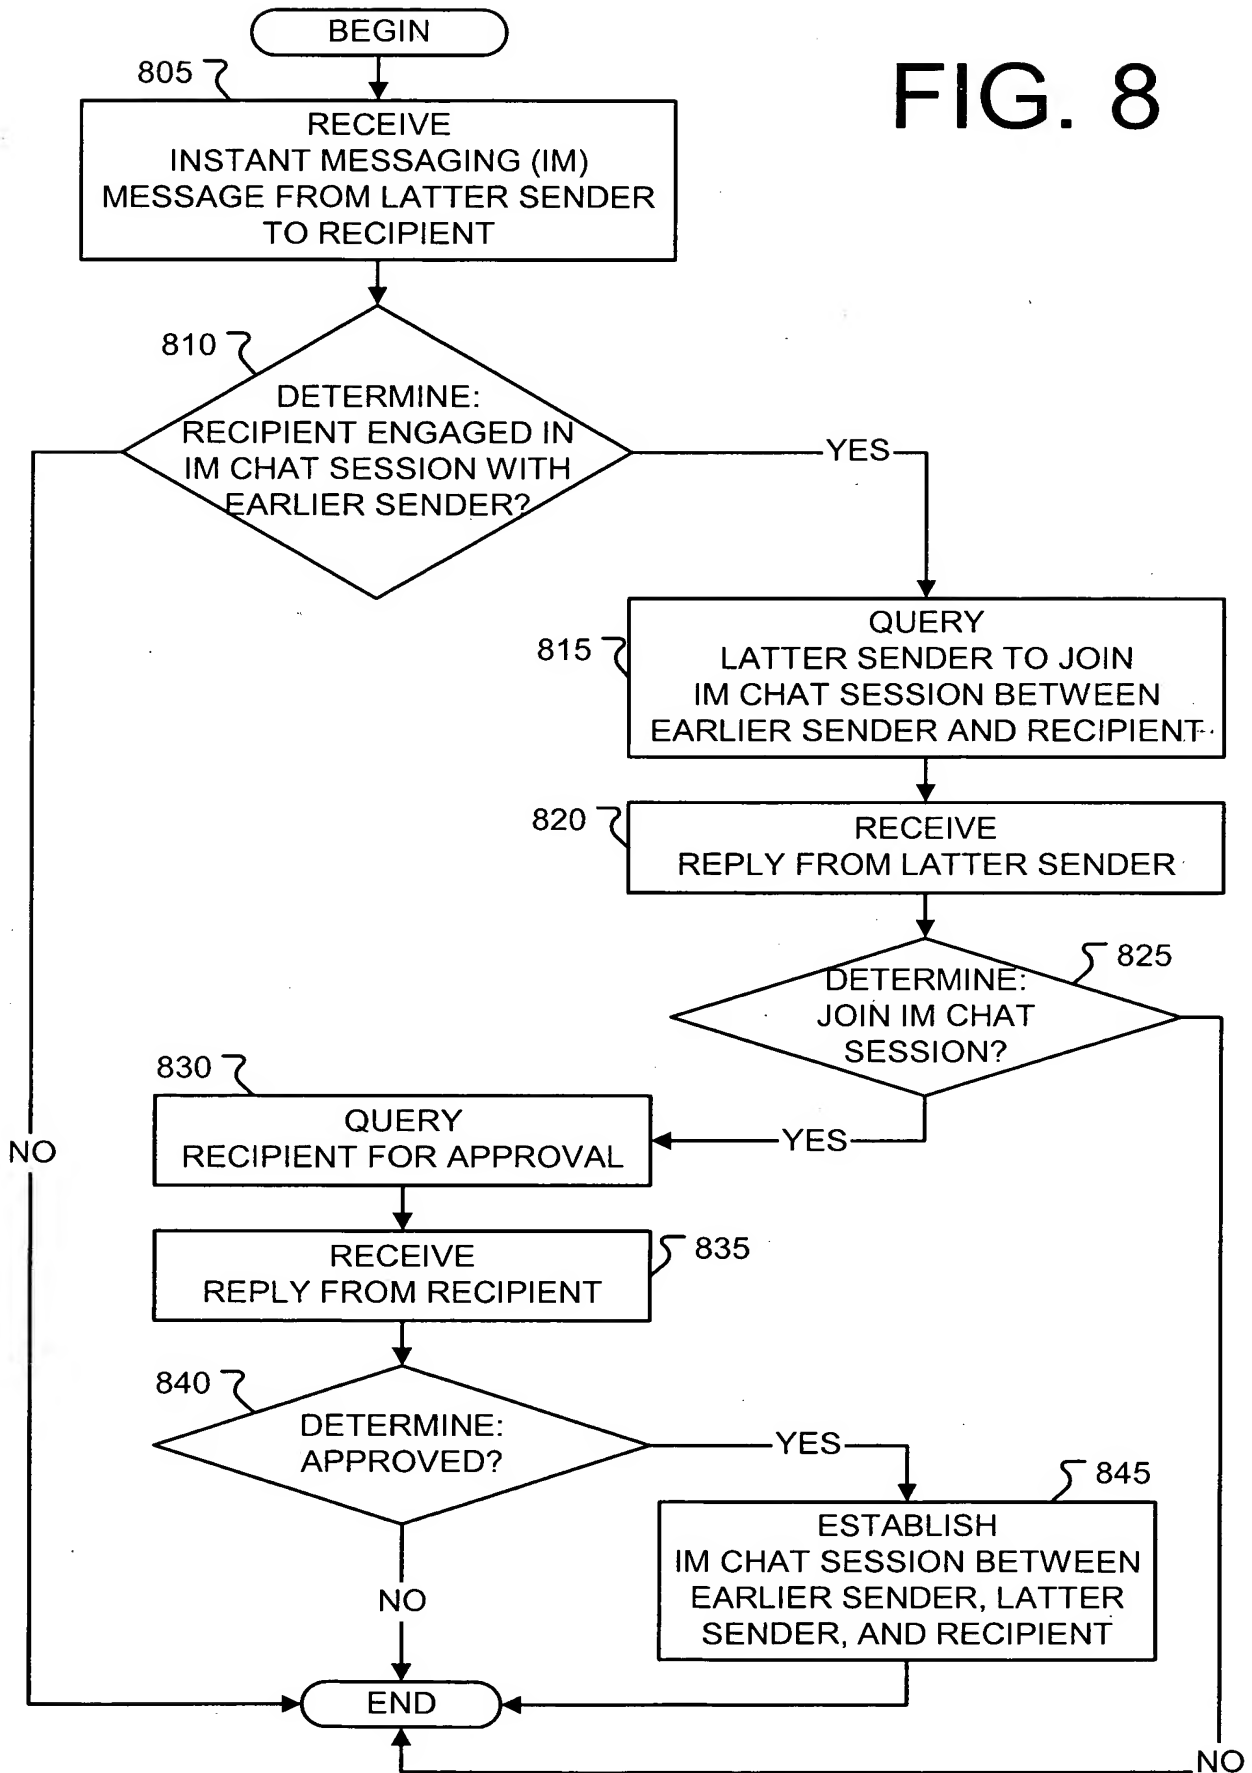 BEGIN
FIG. 8
805
RECEIVE
INSTANT MESSAGING (IM)
MESSAGE FROM LATTER SENDER
TO RECIPIENT
810
DETERMINE:
RECIPIENT ENGAGED IN
IM CHAT SESSION WITH
EARLIER SENDER?
YES
815
QUERY
LATTER SENDER TO JOIN
IM CHAT SESSION BETWEEN
EARLIER SENDER AND RECIPIENT
820
RECEIVE
REPLY FROM LATTER SENDER
825
DETERMINE:
JOIN IM CHAT
SESSION?
830
QUERY
RECIPIENT FOR APPROVAL
YES
NO
835
RECEIVE
REPLY FROM RECIPIENT
840
DETERMINE:
APPROVED?
YES
845
ESTABLISH
IM CHAT SESSION BETWEEN
EARLIER SENDER, LATTER
SENDER, AND RECIPIENT
NO
END
NO